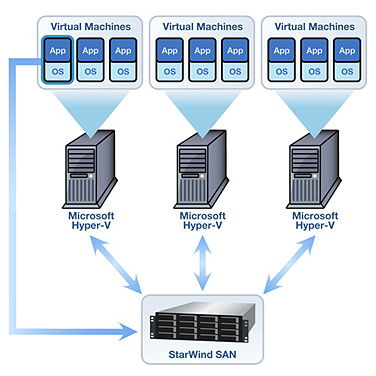 Virtual Machines Virtual Machines Virtual Machines
App App App App App App App App App
OS OS OS OS OS OS OS OS OS
Microsoft Microsoft Microsoft
Hyper-V Hyper-V Hyper-V
StarWind SAN